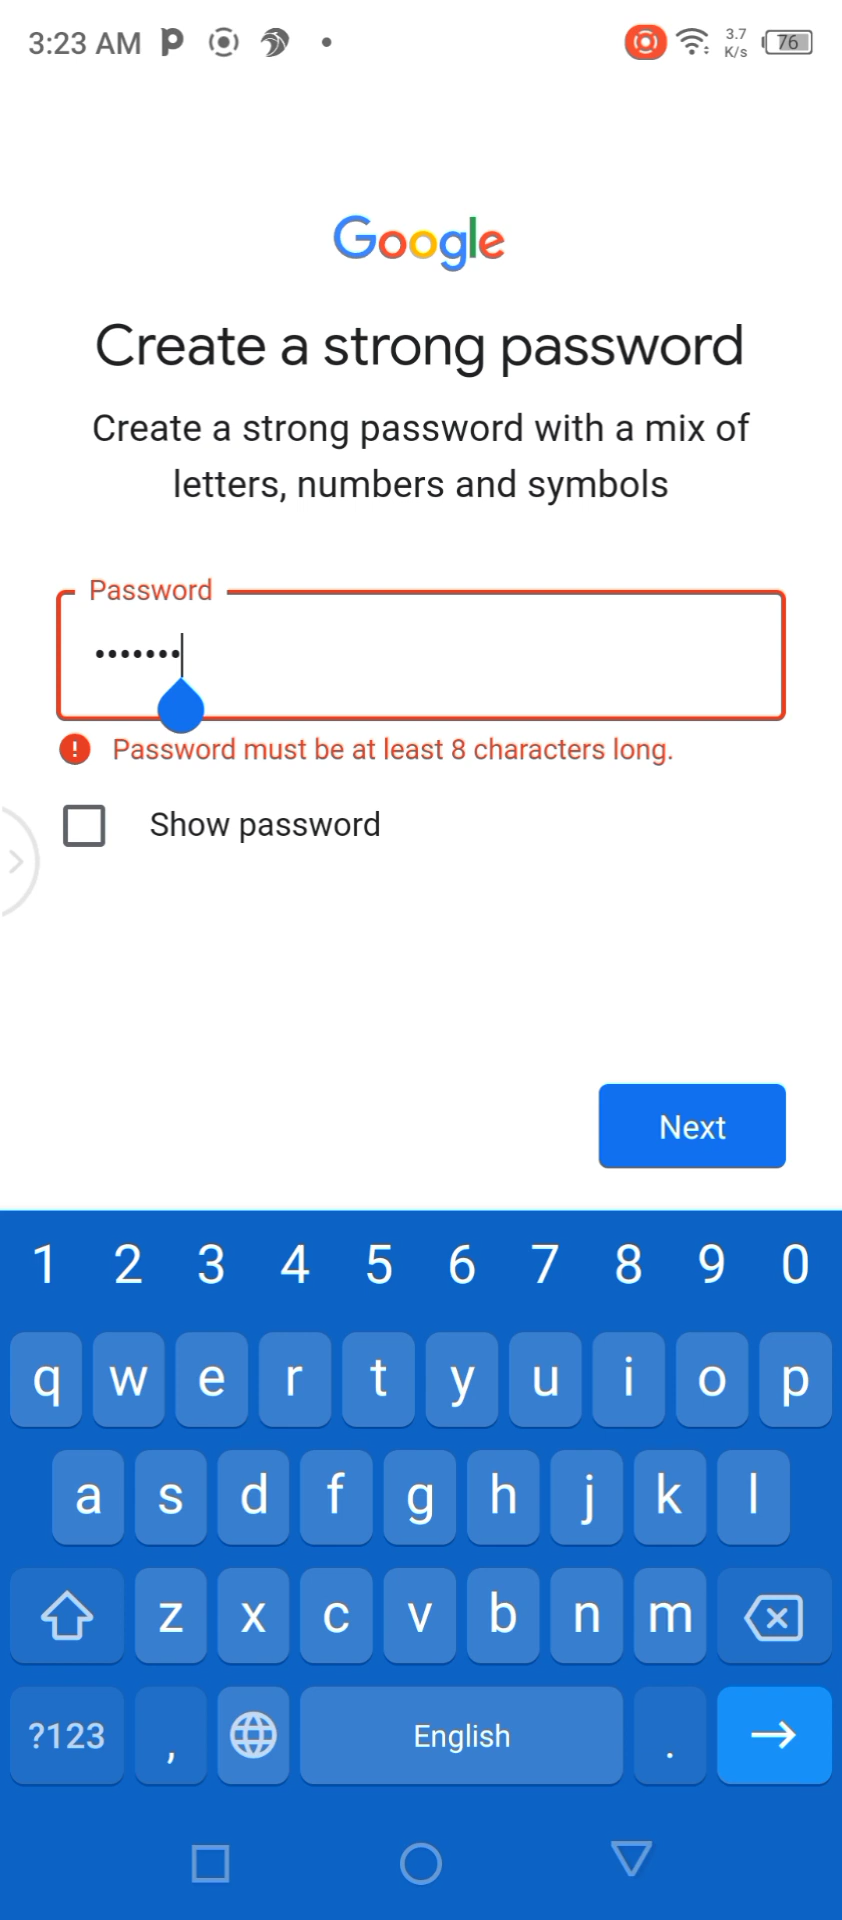 3:23 AM
3.7
K/s
76
Google
Create a strong password
Create a strong password with a mix of
letters, numbers and symbols
Password
•••••••
Password must be at least 8 characters long.
Show password
Next
1 2 3 4 5 6 7 8 9 0
q w e r t y u i o p
a s d f g h j k l
z x c v b n m
?123 , English .